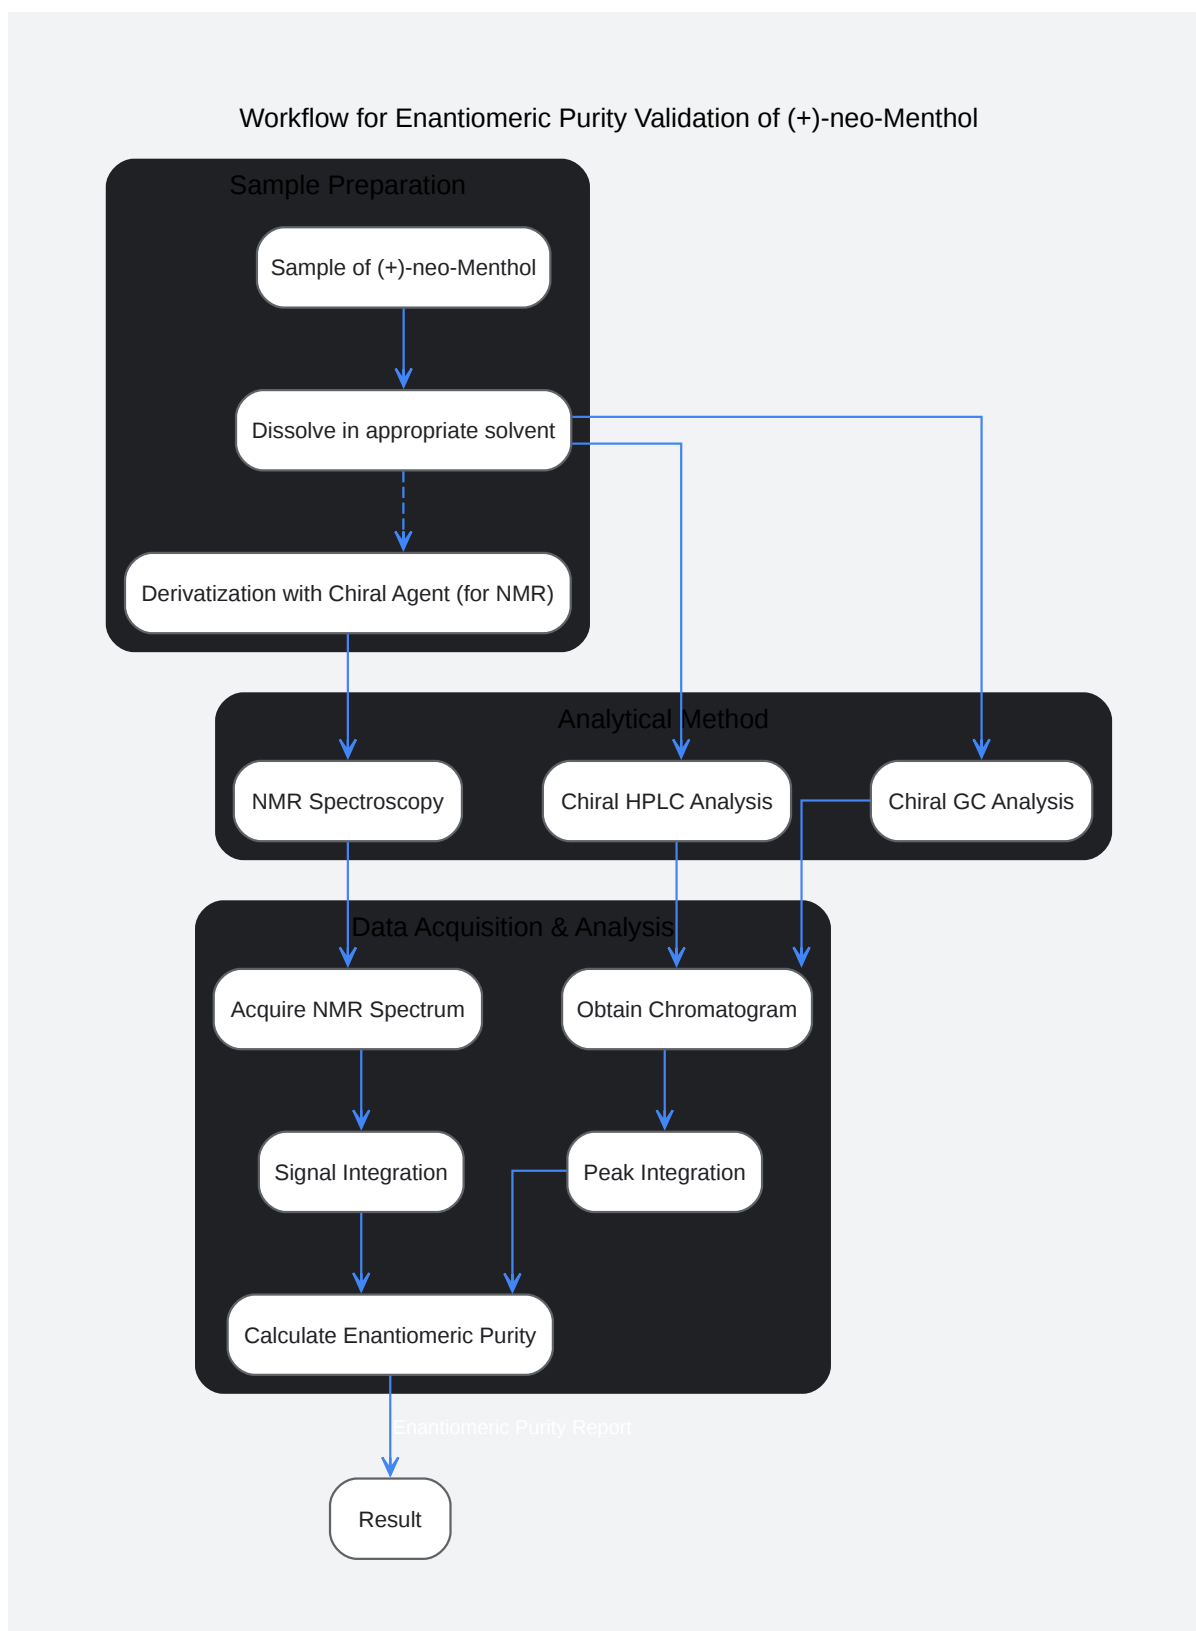 Workflow for Enantiomeric Purity Validation of (+)-neo-Menthol
Sample Preparation
Sample of (+)-neo-Menthol
Dissolve in appropriate solvent
Derivatization with Chiral Agent (for NMR)
Analytical Method
NMR Spectroscopy
Chiral HPLC Analysis
Chiral GC Analysis
Data Acquisition & Analysis
Acquire NMR Spectrum
Obtain Chromatogram
Signal Integration
Peak Integration
Calculate Enantiomeric Purity
Enantiomeric Purity Report
Result